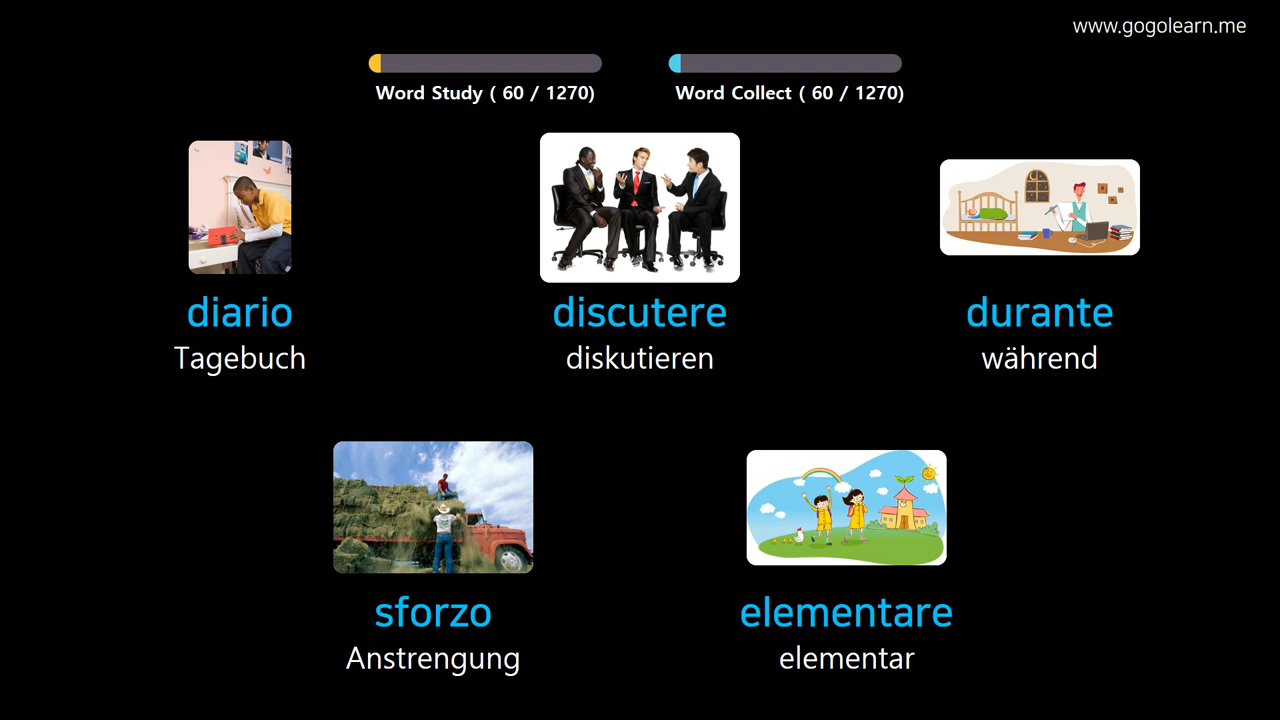 www.gogolearn.me
Word Study ( 60 / 1270)
Word Collect ( 60 / 1270)
diario
Tagebuch
discutere
diskutieren
durante
während
sforzo
Anstrengung
elementare
elementar